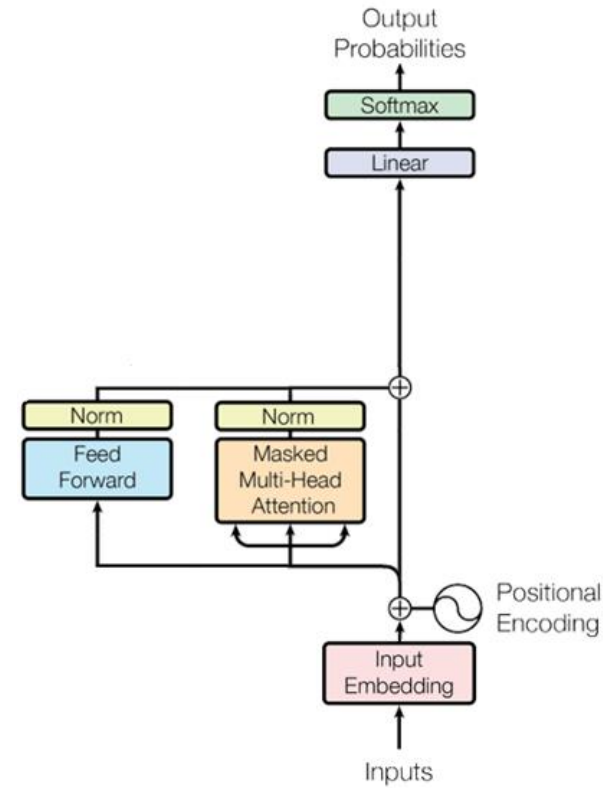 Output
Probabilities
Softmax
Linear
Norm
Norm
Feed
Forward
Masked
Multi-Head
Attention
Positional
Encoding
Input
Embedding
Inputs